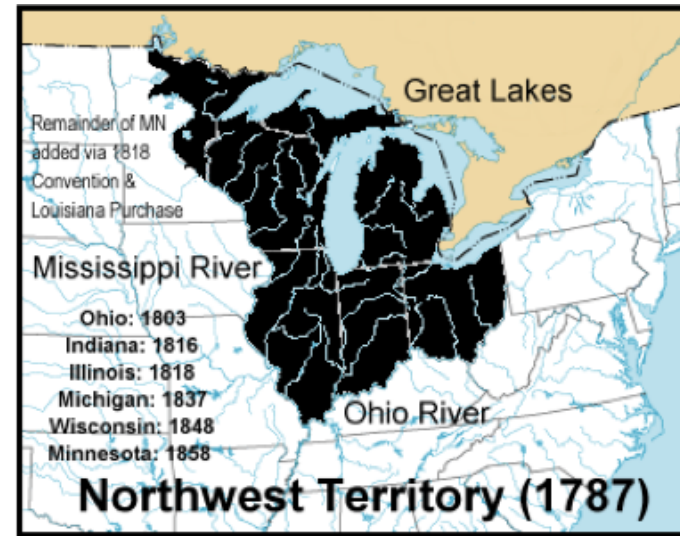 Great Lakes
Remainder of MN
added via 1818
Convention &
Louisiana Purchase
Mississippi River
Ohio: 1803
Indiana: 1816
Illinois: 1818
Michigan: 1837
Wisconsin: 1848
Minnesota: 1858
Ohio River
Northwest Territory (1787)